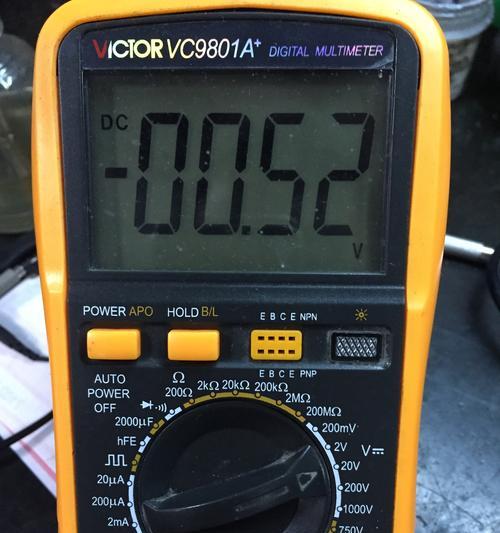 VICTOR VC9801A+ DIGITAL MULTIMETER
DC
-00.52
V
POWER APO HOLD B/L
E B C E NPN
E B C E PNP
AUTO
POWER
OFF
Ω
200Ω
2kΩ
20kΩ
200kΩ
2MΩ
200MΩ
200mV
2V
V
20V
200V
1000V
750V
2000μF
hFE
20μA
200μA
2mA